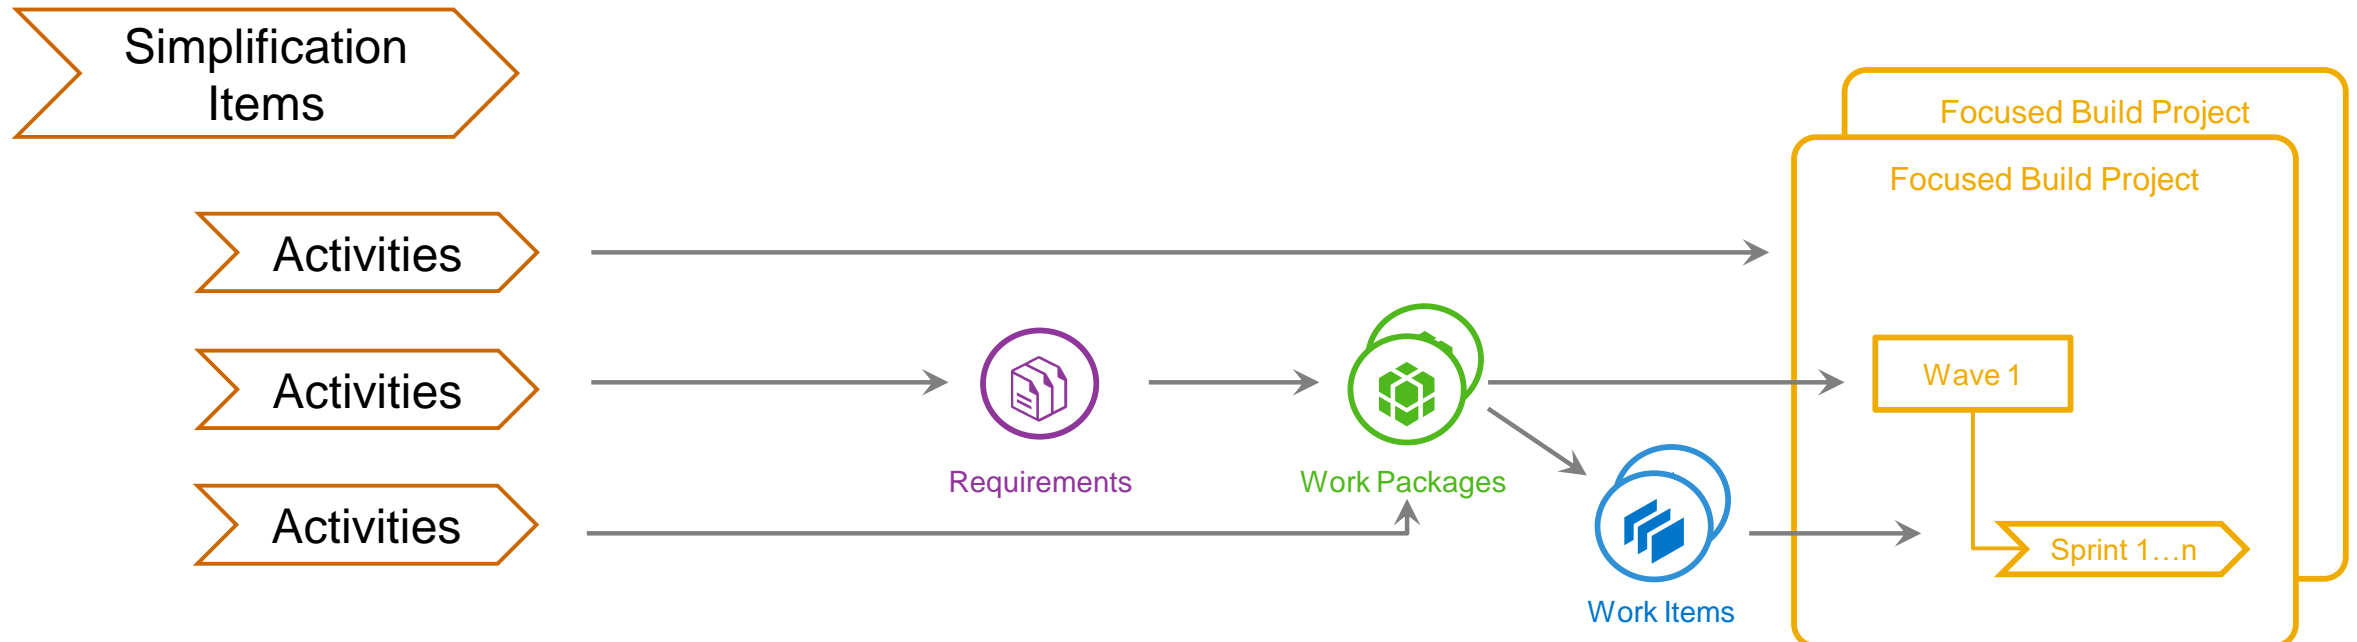 Simplification
Items
Focused Build Project
Focused Build Project
Activities
Activities
Wave 1
Requirements
Work Packages
Activities
Sprint 1…n
Work Items